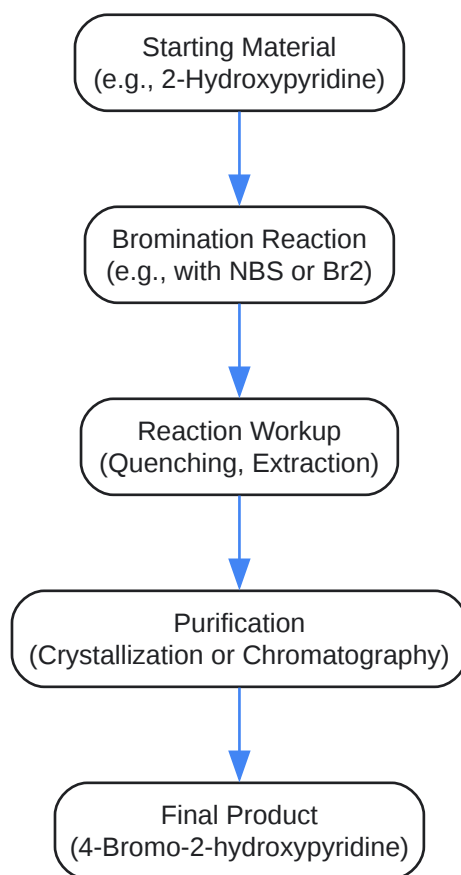 Starting Material
(e.g., 2-Hydroxypyridine)
Bromination Reaction
(e.g., with NBS or Br2)
Reaction Workup
(Quenching, Extraction)
Purification
(Crystallization or Chromatography)
Final Product
(4-Bromo-2-hydroxypyridine)